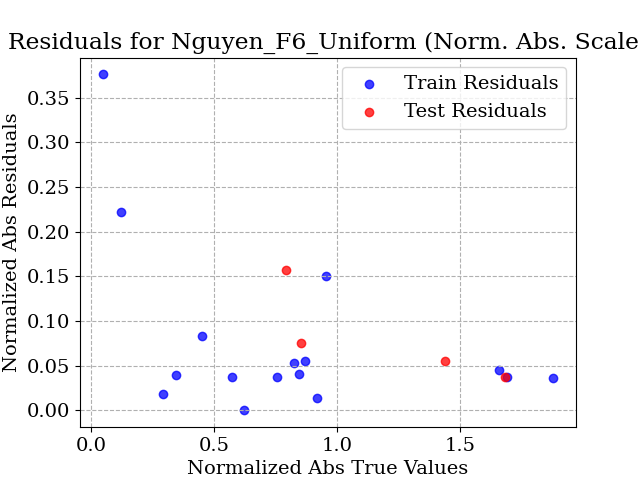 Residuals for Nguyen_F6_Uniform (Norm. Abs. Scale
Train Residuals
Test Residuals
Normalized Abs Residuals
0.35
0.30
0.25
0.20
0.15
0.10
0.05
0.00
0.0 0.5 1.0 1.5
Normalized Abs True Values